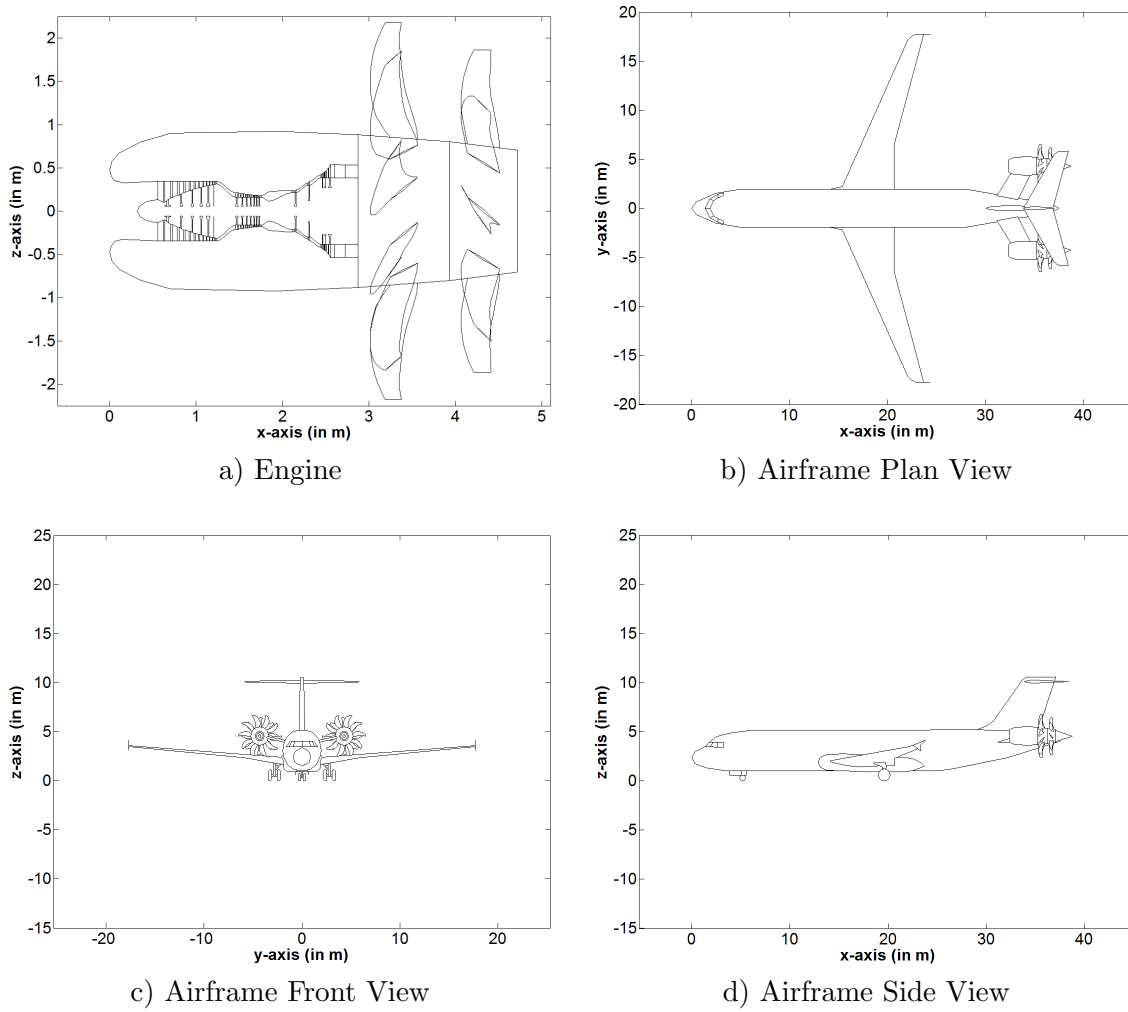 2
1.5
1
0.5
0
-0.5
-1
-1.5
-2
z-axis (in m)
0 1 2 3 4 5
x-axis (in m)
a) Engine
20
15
10
5
0
-5
-10
-15
-20
y-axis (in m)
0 10 20 30 40
x-axis (in m)
b) Airframe Plan View
25
20
15
10
5
0
-5
-10
-15
z-axis (in m)
-20 -10 0 10 20
y-axis (in m)
c) Airframe Front View
25
20
15
10
5
0
-5
-10
-15
z-axis (in m)
0 10 20 30 40
x-axis (in m)
d) Airframe Side View